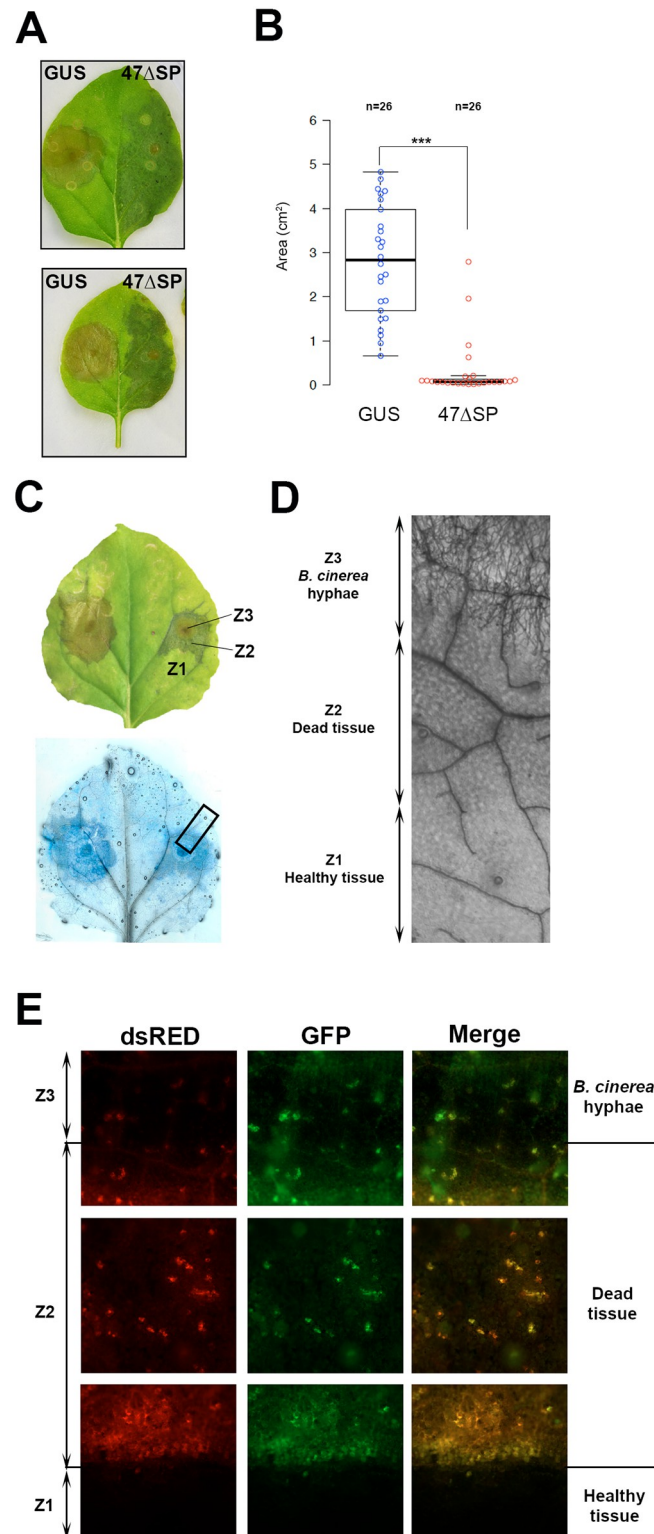 A
GUS 47ΔSP
GUS 47ΔSP
B
n=26 n=26
***
6
5
4
3
2
1
0
Area (cm²)
GUS 47ΔSP
C
Z3
Z2
Z1
D
Z3
B. cinerea
hyphae
Z2
Dead tissue
Z1
Healthy tissue
E
dsRED GFP Merge
Z3
B. cinerea
hyphae
Z2
Dead
tissue
Z1
Healthy
tissue